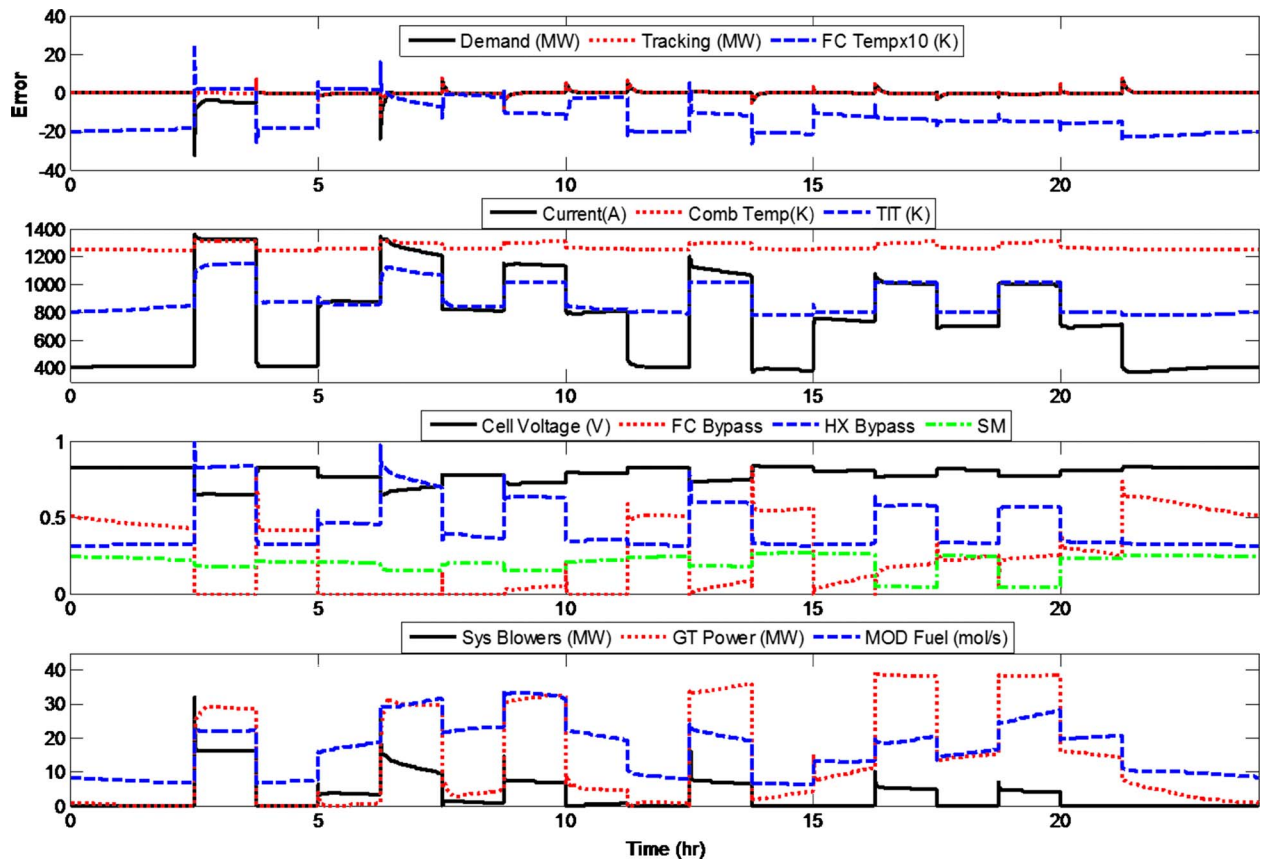 40
Demand (MW) Tracking (MW) FC Tempx10 (K)
20
0
-20
-40
Error
0 5 10 15 20
Current(A) Comb Temp(K) TIT (K)
1400
1200
1000
800
600
400
0 5 10 15 20
Cell Voltage (V) FC Bypass HX Bypass SM
1
0.5
0
0 5 10 15 20
Sys Blowers (MW) GT Power (MW) MOD Fuel (mol/s)
40
30
20
10
0
0 5 10 15 20
Time (hr)